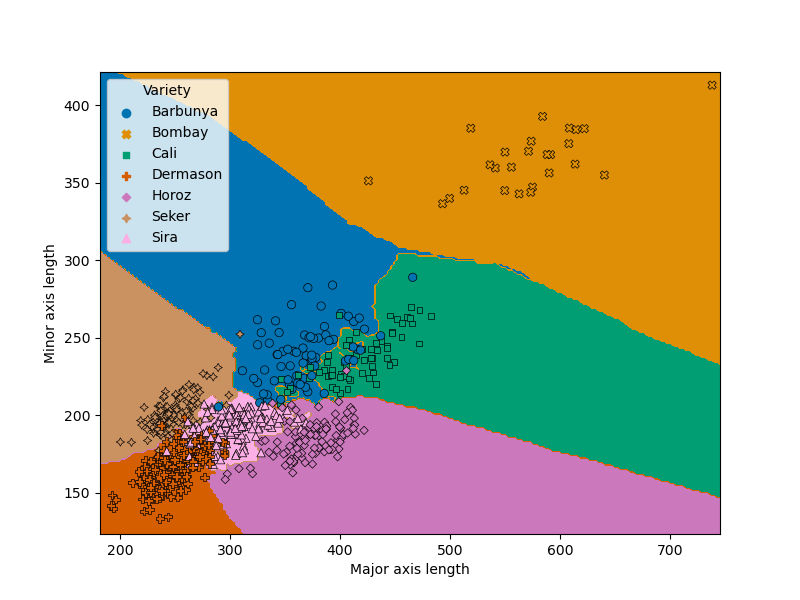 Variety
Barbunya
Bombay
Cali
Dermason
Horoz
Seker
Sira
400
350
300
250
200
150
Minor axis length
200 300 400 500 600 700
Major axis length